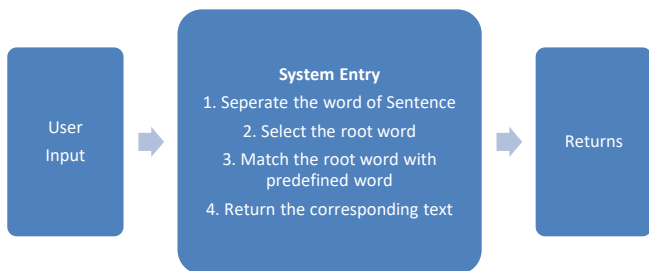 User
Input
System Entry
1. Seperate the word of Sentence
2. Select the root word
3. Match the root word with
predefined word
4. Return the corresponding text
Returns